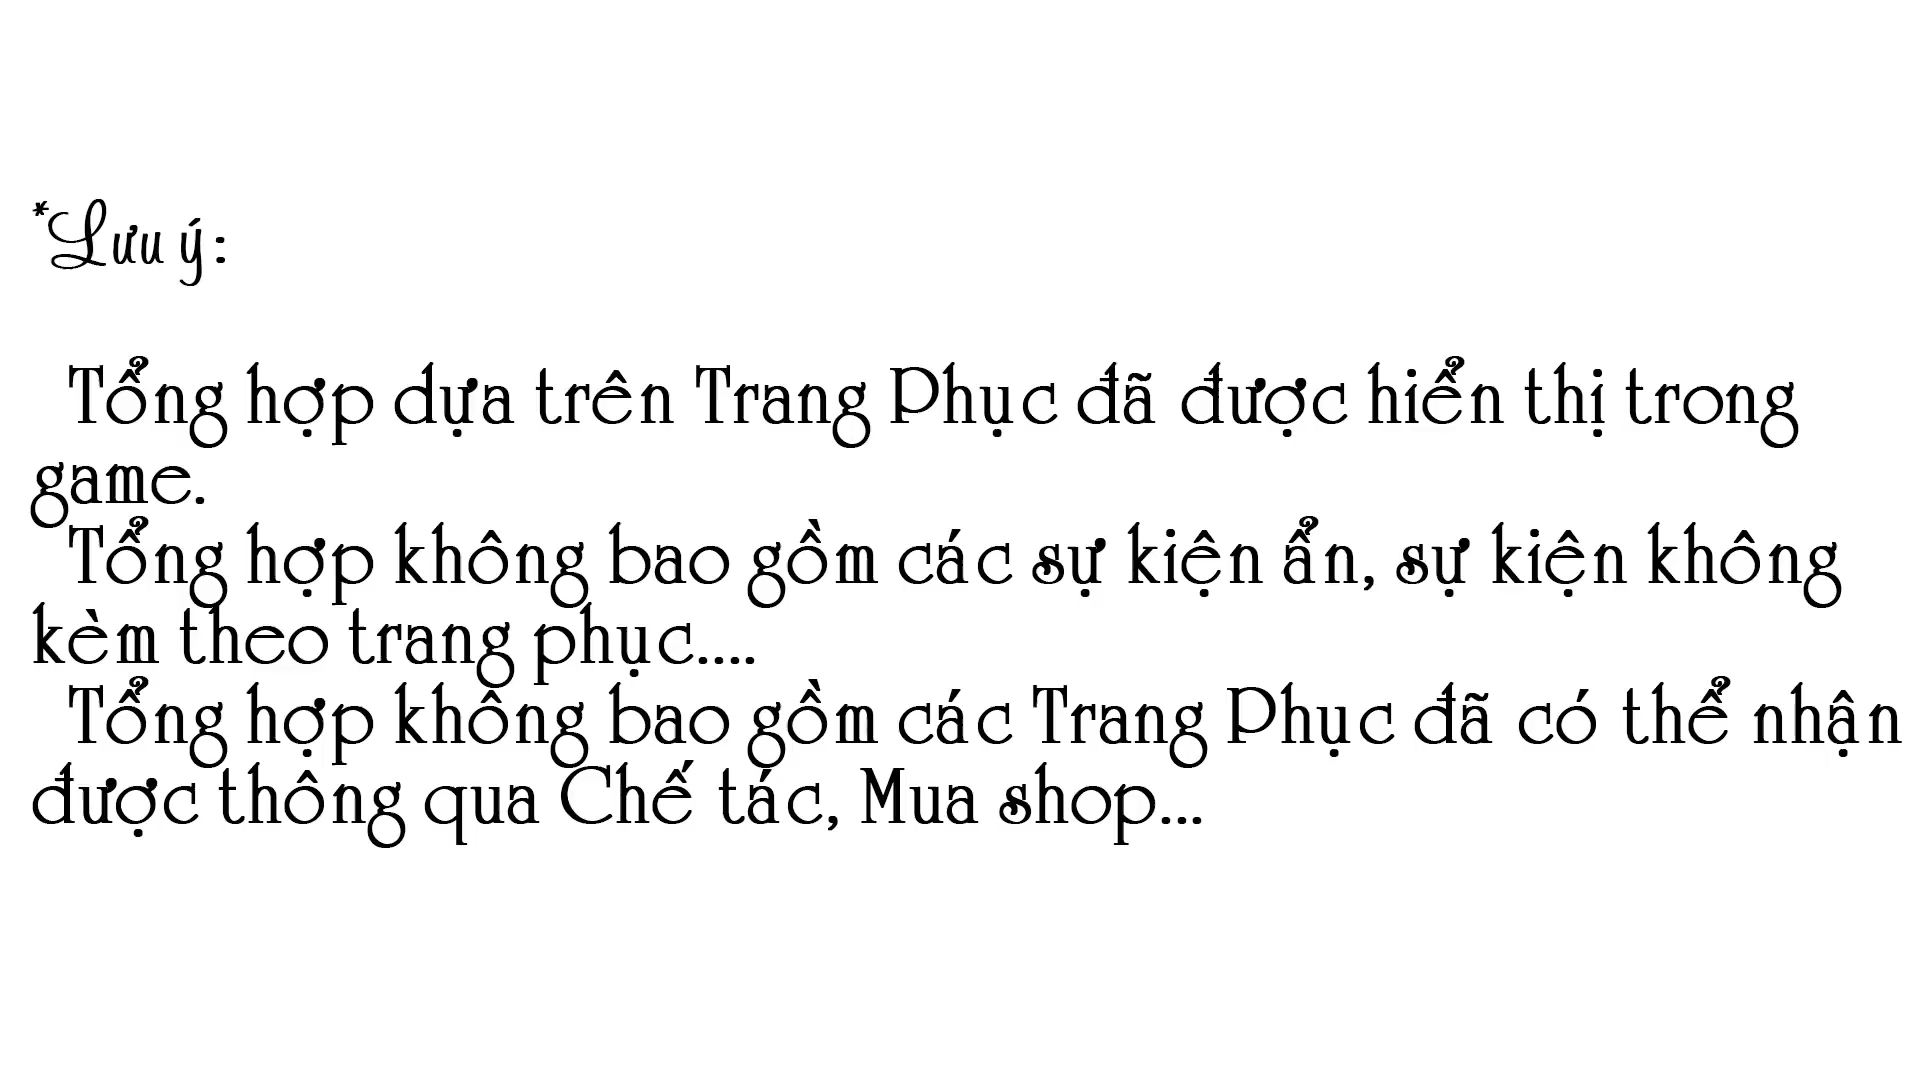 *Lưu ý:
Tổng hợp dựa trên Trang Phục đã được hiển thị trong
game.
Tổng hợp không bao gồm các sự kiện ẩn, sự kiện không
kèm theo trang phục....
Tổng hợp không bao gồm các Trang Phục đã có thể nhận
được thông qua Chế tác, Mua shop...